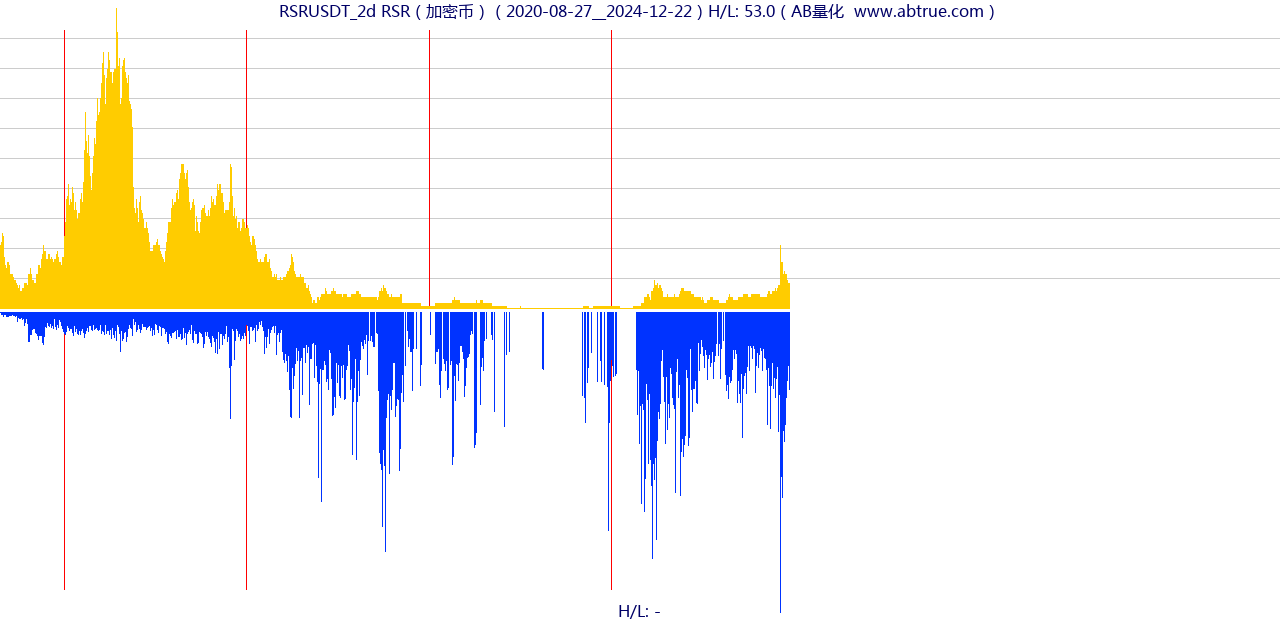 RSRUSDT_2d RSR ( 加密币 ) ( 2020-08-27__2024-12-22 ) H/L: 53.0 ( AB量化  www.abtrue.com )
H/L: -